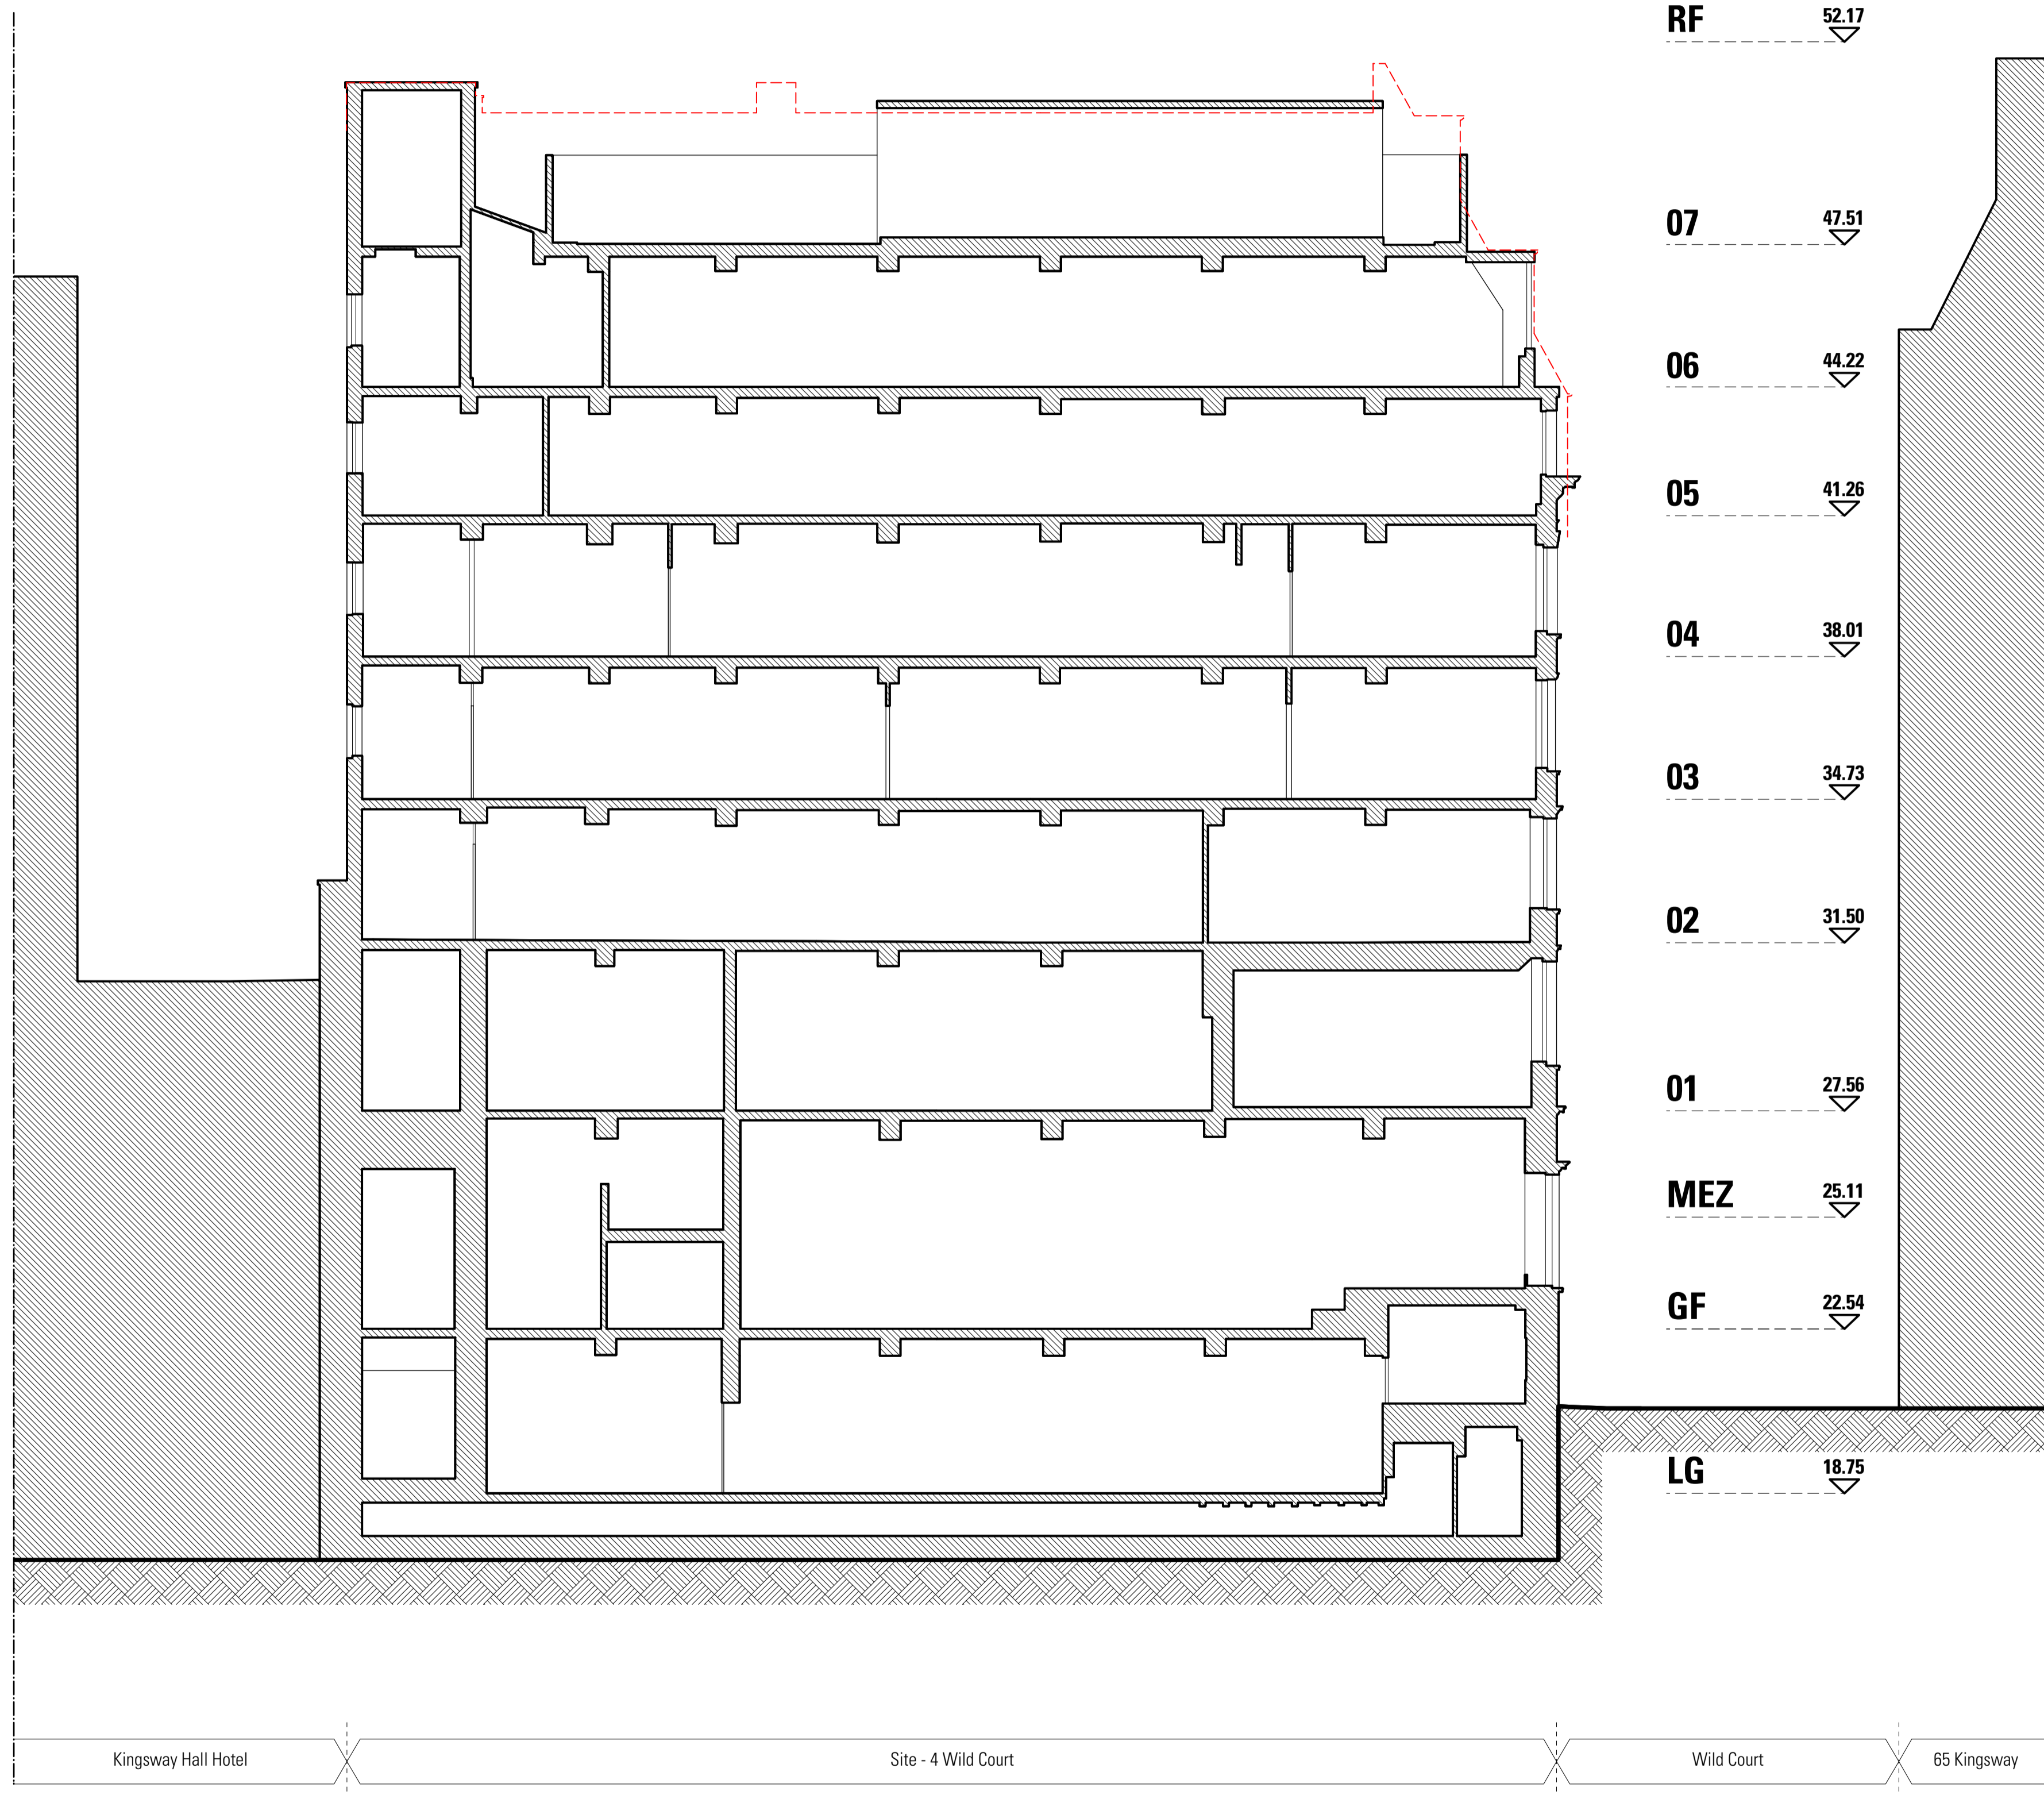 RF 52.17
07 47.51
06 44.22
05 41.26
04 38.01
03 34.73
02 31.50
01 27.56
MEZ 25.11
GF 22.54
LG 18.75
Kingsway Hall Hotel Site - 4 Wild Court Wild Court 65 Kingsway